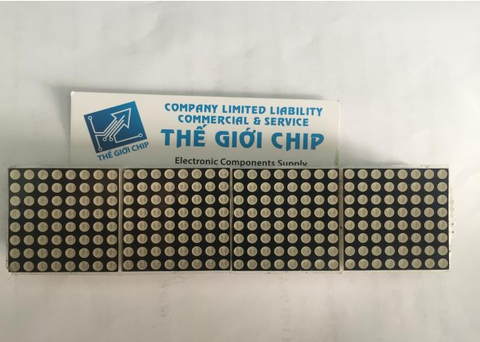 COMPANY LIMITED LIABILITY
COMMERCIAL & SERVICE
THẾ GIỚI CHIP
THẾ GIỚI CHIP
Electronic Components Supply